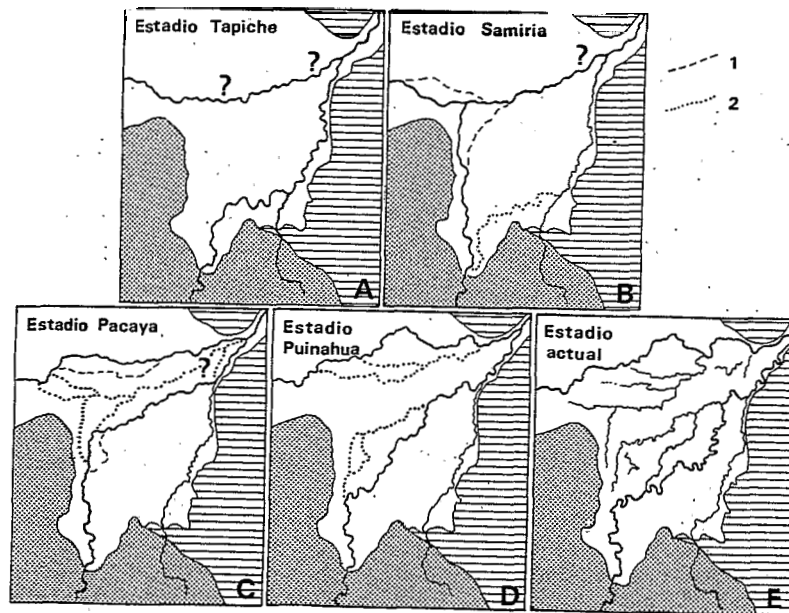 Estadio Tapiche
?
?
A
Estadio Samiria
?
B
1
2
Estadio Pacaya
?
C
Estadio
Puinahua
D
Estadio
actual
E